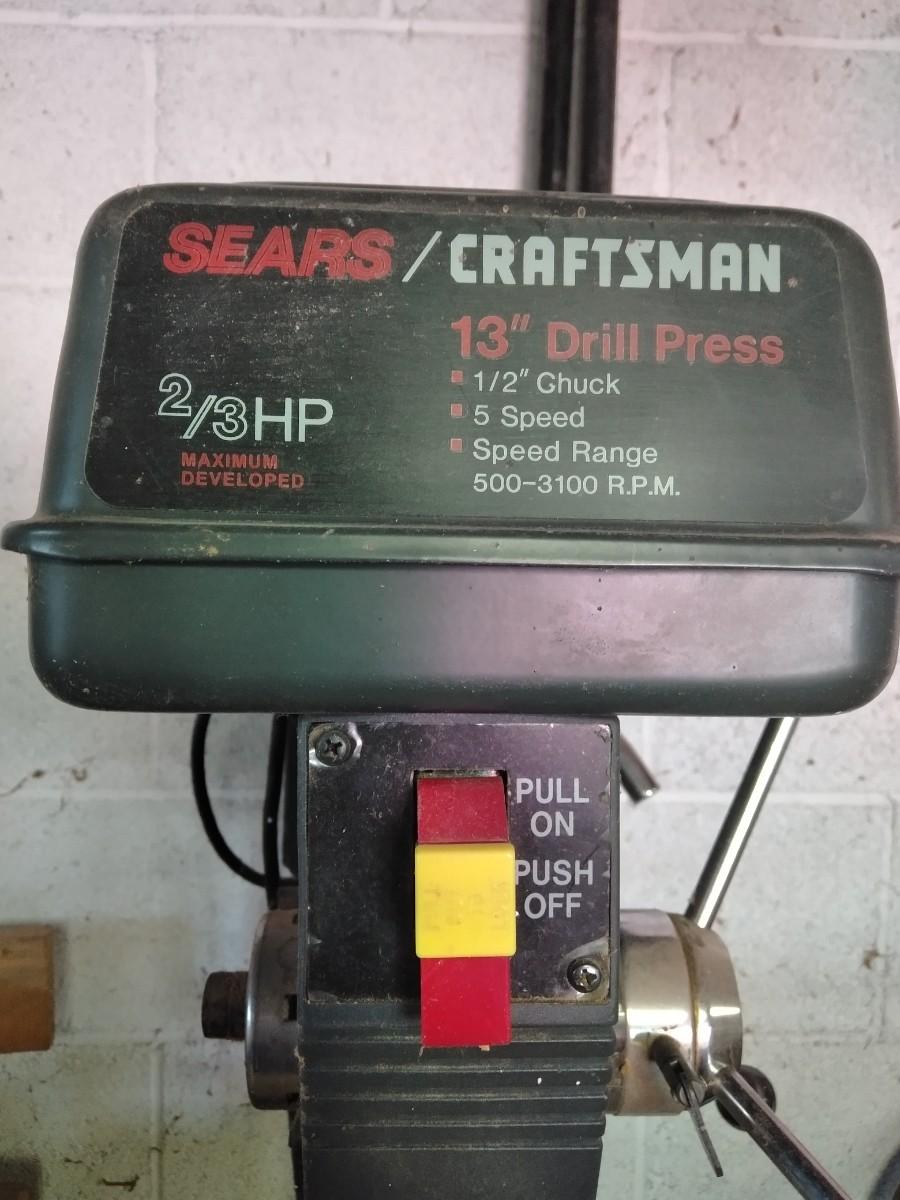 SEARS / CRAFTSMAN
13" Drill Press
1/2" Chuck
5 Speed
Speed Range
500-3100 R.P.M.
2/3 HP
MAXIMUM
DEVELOPED
PULL
ON
PUSH
OFF